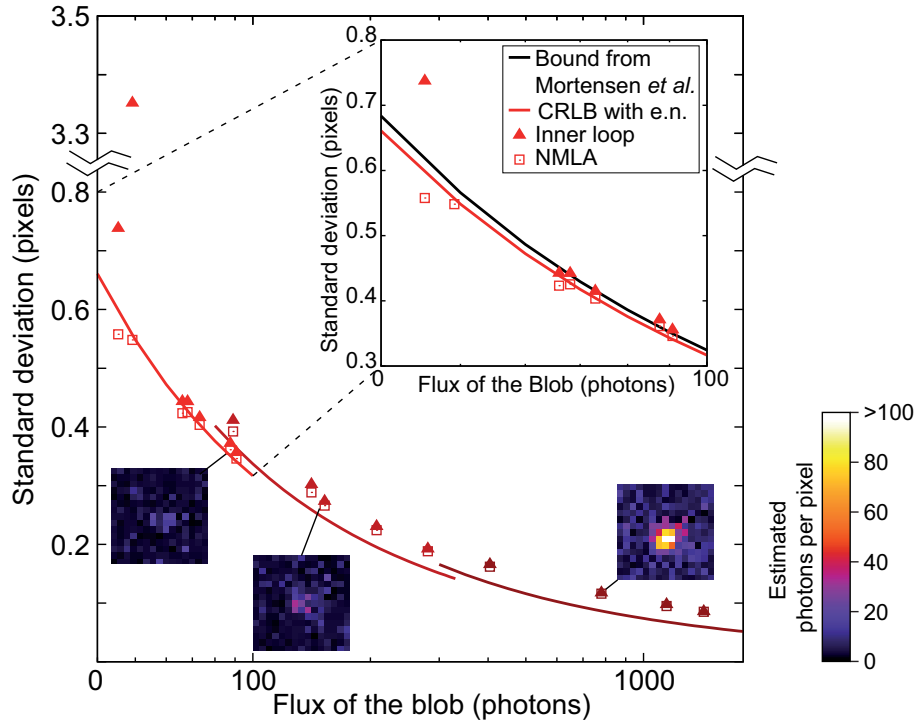 3.5
3.3
0.8
0.6
0.4
0.2
Standard deviation (pixels)
0
100
1000
Flux of the blob (photons)
0.8
0.7
0.6
0.5
0.4
0.3
Standard deviation (pixels)
0
100
Flux of the Blob (photons)
Bound from
Mortensen et al.
CRLB with e.n.
Inner loop
NMLA
>100
80
60
40
20
0
Estimated
photons per pixel